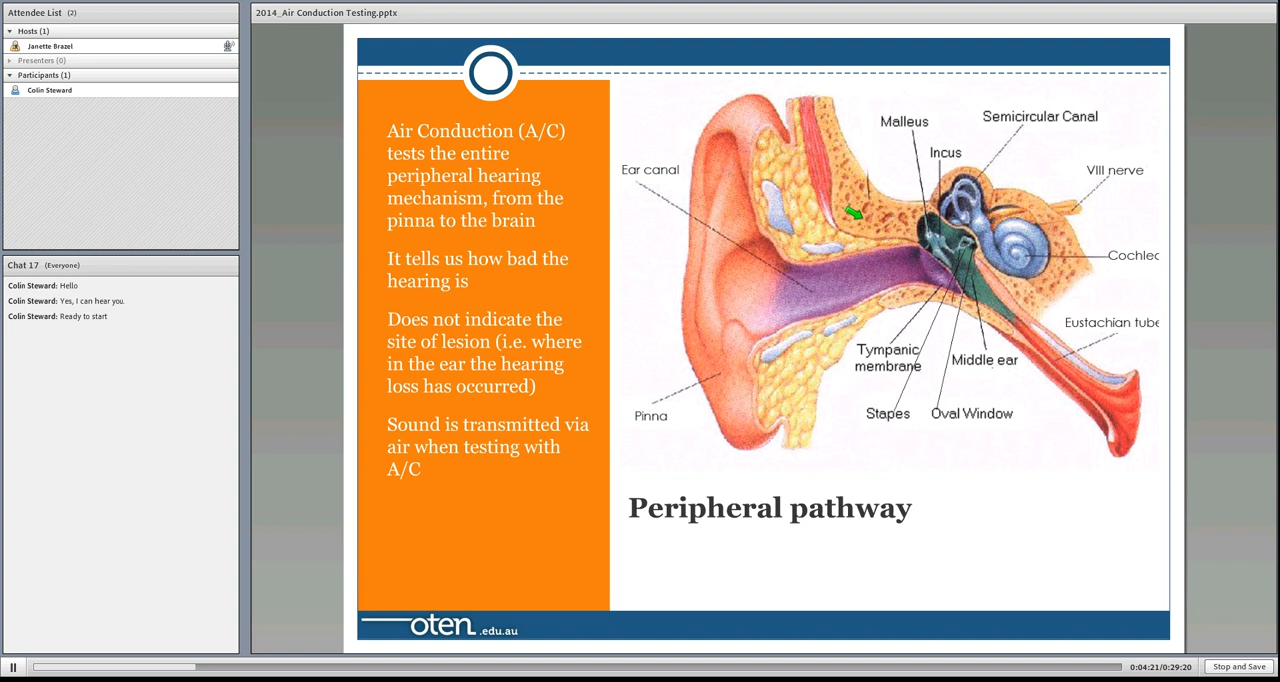 Attendee List (2)
Hosts (1)
Janette Brazel
Presenters (0)
Participants (1)
Colin Steward
Chat 17 (Everyone)
Colin Steward: Hello
Colin Steward: Yes, I can hear you.
Colin Steward: Ready to start
2014_Air Conduction Testing.pptx
Air Conduction (A/C)
tests the entire
peripheral hearing
mechanism, from the
pinna to the brain
It tells us how bad the
hearing is
Does not indicate the
site of lesion (i.e. where
in the ear the hearing
loss has occurred)
Sound is transmitted via
air when testing with
A/C
Malleus
Semicircular Canal
Incus
Ear canal
VIII nerve
Cochlec
Eustachian tube
Tympanic
membrane
Middle ear
Pinna
Stapes
Oval Window
Peripheral pathway
oten.edu.au
0:04:21/0:29:20
Stop and Save